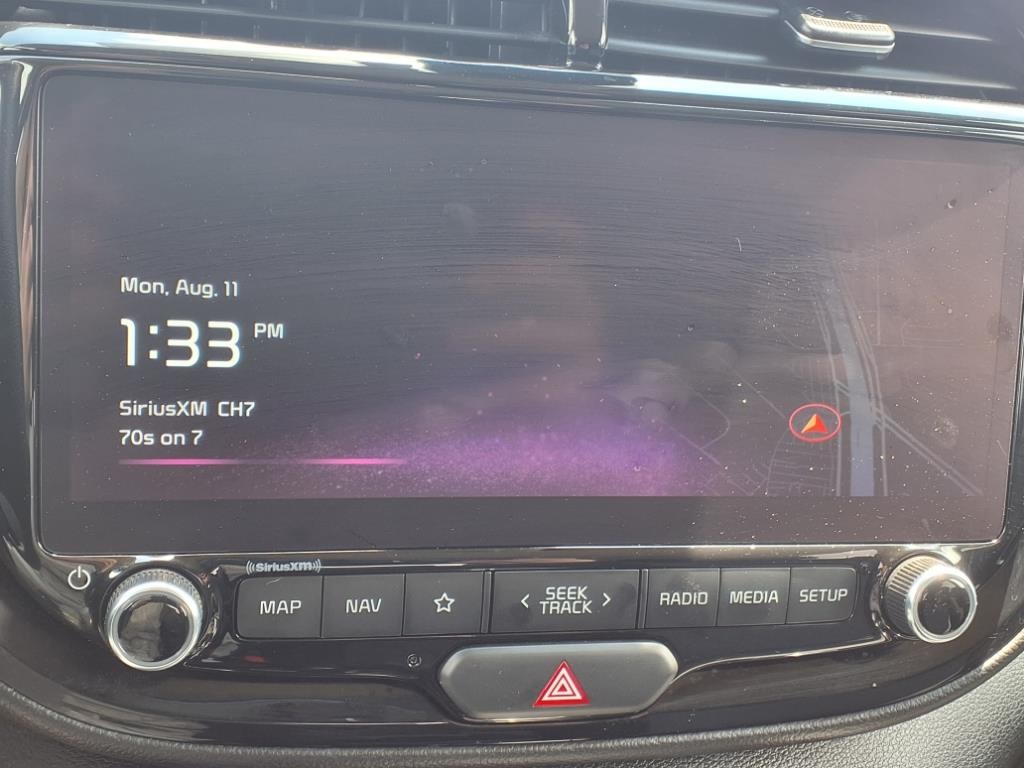 Mon, Aug. 11
1:33 PM
SiriusXM CH7
70s on 7
((SiriusXM))
MAP
NAV
SEEK
TRACK
RADIO
MEDIA
SETUP